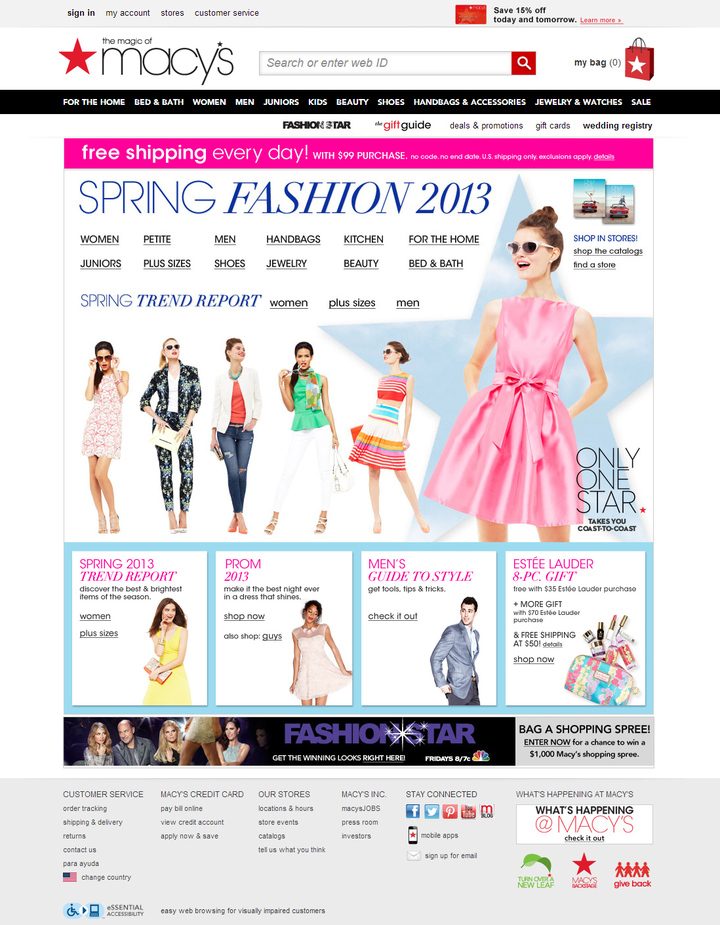 sign in my account stores customer service
Save 15% off
today and tomorrow. Learn more »
the magic of
macy's
Search or enter web ID
my bag (0)
FOR THE HOME BED & BATH WOMEN MEN JUNIORS KIDS BEAUTY SHOES HANDBAGS & ACCESSORIES JEWELRY & WATCHES SALE
FASHION STAR the giftguide deals & promotions gift cards wedding registry
free shipping every day! WITH $99 PURCHASE. no code. no end date. U.S. shipping only. exclusions apply. details
SPRING FASHION 2013
WOMEN PETITE MEN HANDBAGS KITCHEN FOR THE HOME
JUNIORS PLUS SIZES SHOES JEWELRY BEAUTY BED & BATH
SHOP IN STORES!
shop the catalogs
find a store
SPRING TREND REPORT women plus sizes men
ONLY
ONE
STAR
TAKES YOU
COAST-TO-COAST
SPRING 2013
TREND REPORT
discover the best & brightest
items of the season.
women
plus sizes
PROM
2013
make it the best night ever
in a dress that shines.
shop now
also shop: guys
MEN'S
GUIDE TO STYLE
get tools, tips & tricks.
check it out
ESTÉE LAUDER
8-PC. GIFT
free with $35 Estée Lauder purchase
+ MORE GIFT
with $70 Estée Lauder
purchase
& FREE SHIPPING
AT $50! details
shop now
FASHION STAR
GET THE WINNING LOOKS RIGHT HERE! FRIDAYS 8/7c
BAG A SHOPPING SPREE!
ENTER NOW for a chance to win a
$1,000 Macy's shopping spree.
CUSTOMER SERVICE
order tracking
shipping & delivery
returns
contact us
para ayuda
change country
MACY'S CREDIT CARD
pay bill online
view credit account
apply now & save
OUR STORES
locations & hours
store events
catalogs
tell us what you think
MACY'S INC.
macysJOBS
press room
investors
STAY CONNECTED
You Tube
m BLOG
mobile apps
sign up for email
WHAT'S HAPPENING AT MACY'S
WHAT'S HAPPENING
@MACY'S
check it out
TURN OVER A
NEW LEAF
MACYS
BACKSTAGE
give back
eSSENTIAL
ACCESSIBILITY
easy web browsing for visually impaired customers